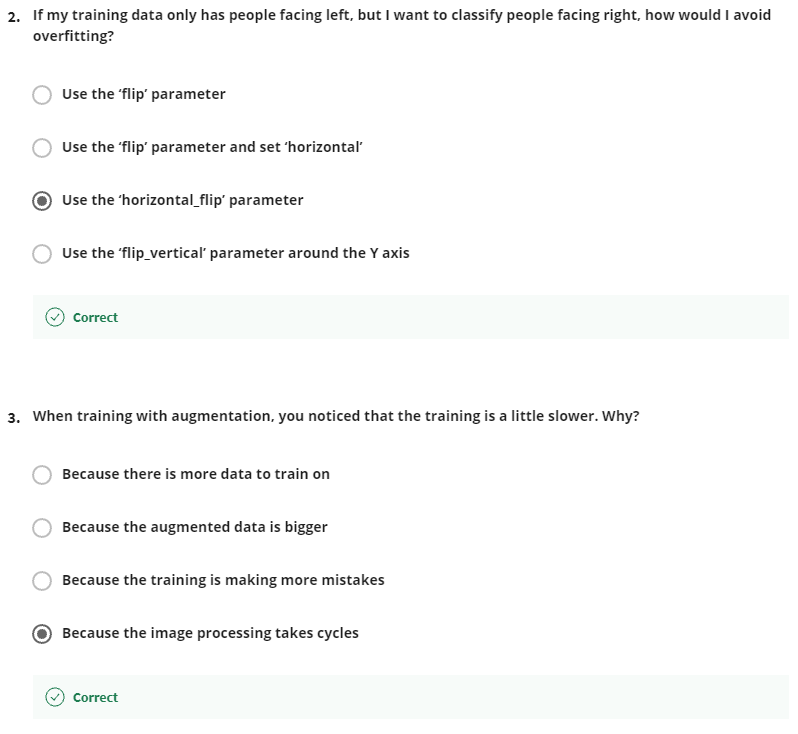 2. If my training data only has people facing left, but I want to classify people facing right, how would I avoid
overfitting?
Use the ‘flip’ parameter
Use the ‘flip’ parameter and set ‘horizontal’
Use the ‘horizontal_flip’ parameter
Use the ‘flip_vertical’ parameter around the Y axis
Correct
3. When training with augmentation, you noticed that the training is a little slower. Why?
Because there is more data to train on
Because the augmented data is bigger
Because the training is making more mistakes
Because the image processing takes cycles
Correct